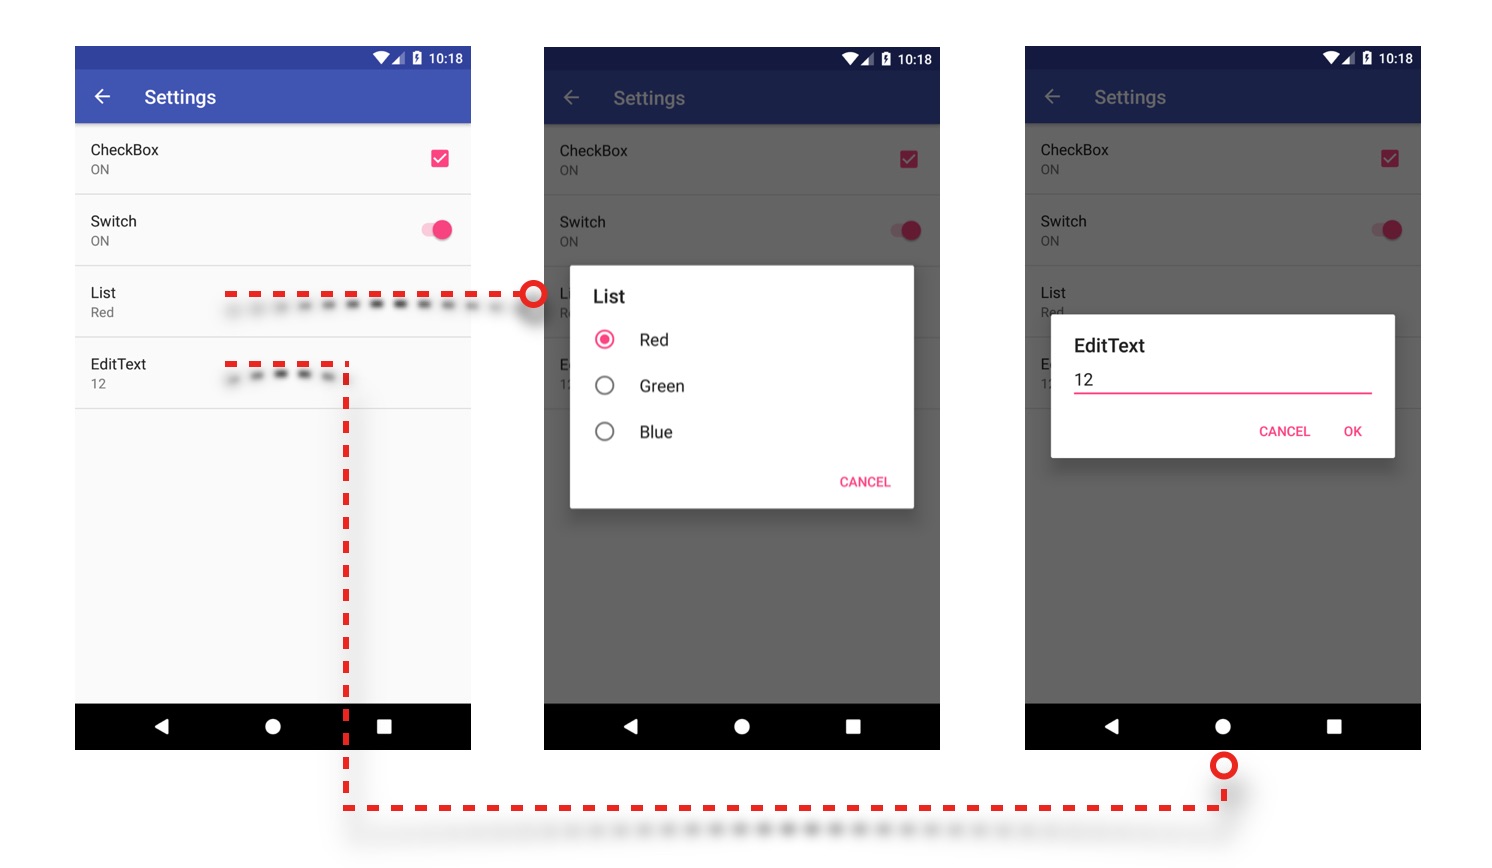 10:18
Settings
CheckBox
ON
Switch
ON
List
Red
EditText
12
10:18
Settings
CheckBox
ON
Switch
ON
List
Red
Green
Blue
CANCEL
10:18
Settings
CheckBox
ON
Switch
ON
List
Red
EditText
12
CANCEL OK